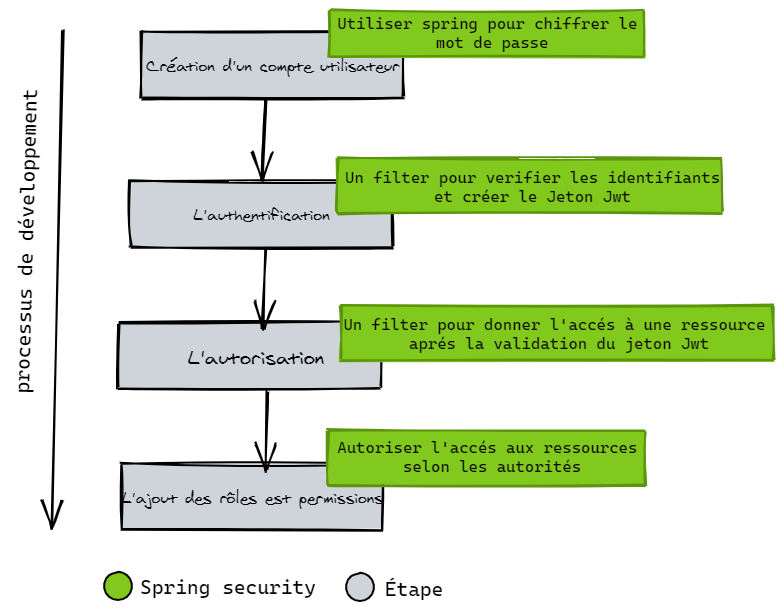 Utiliser spring pour chiffrer le
mot de passe
Création d'un compte utilisateur
Un filter pour verifier les identifiants
et créer le Jeton Jwt
L'authentification
Un filter pour donner l'accés à une ressource
aprés la validation du jeton Jwt
L'autorisation
Autoriser l'accés aux ressources
selon les autorités
L'ajout des rôles est permissions
processus de développement
Spring security
Étape